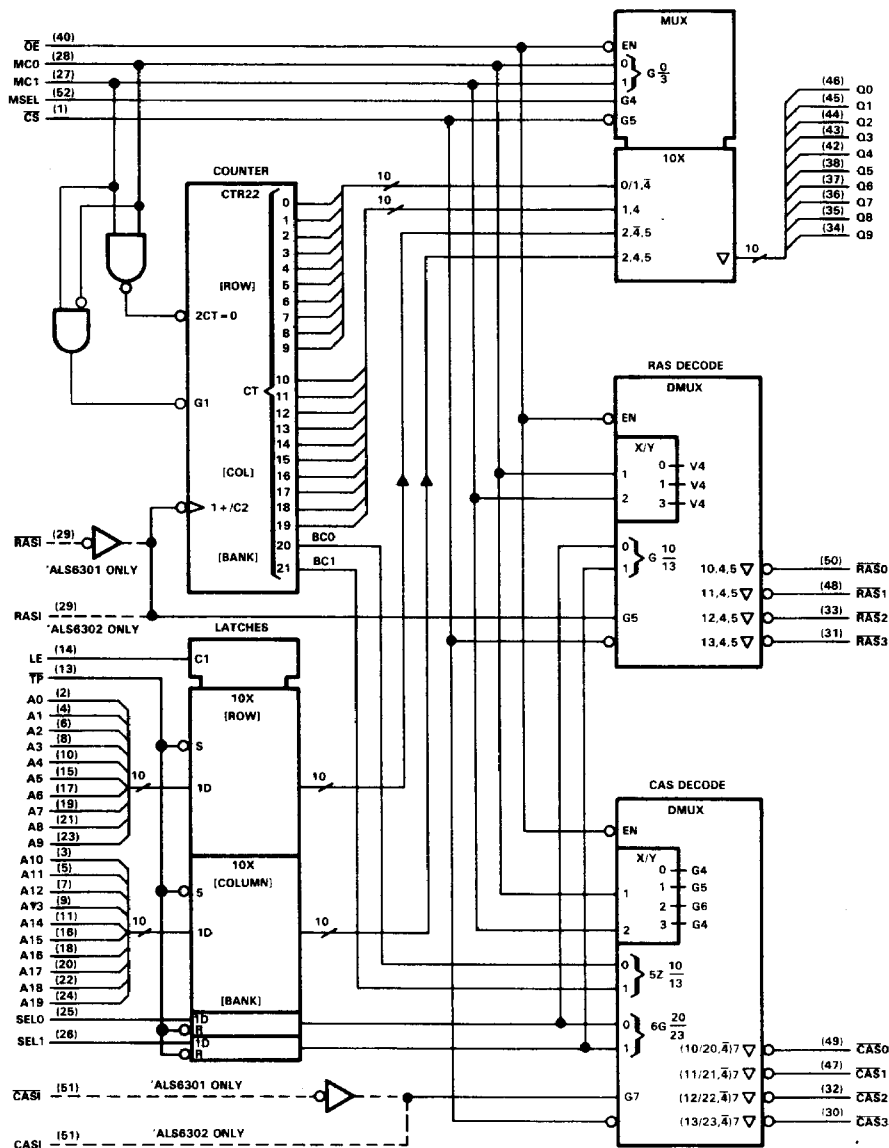 MUX
OE (40) EN
MC0 (28) 0
MC1 (27) 1 } G 0/3
MSEL (52) G4
CS (1) G5
(46) Q0
(45) Q1
(44) Q2
(43) Q3
(42) Q4
(38) Q5
(37) Q6
(36) Q7
(35) Q8
(34) Q9
10X
10 0/1,4̅
10 1,4
2,4̅,5
2,4,5
▽ 10
COUNTER
CTR22
0
1
2
3
4
5
6
7
8
9
[ROW]
2CT=0
10
11
12
13
14
15
16
17
18
19
20 BC0
21 BC1
CT
G1
[COL]
1+/C2
[BANK]
RASI (29)
'ALS6301 ONLY
RASI (29)
'ALS6302 ONLY
RAS DECODE
DMUX
EN
X/Y
1
2
0 V4
1 V4
3 V4
0
1 } G 10/13
G5
10,4,5 ▽ (50) RAS0
11,4,5 ▽ (48) RAS1
12,4,5 ▽ (33) RAS2
13,4,5 ▽ (31) RAS3
LATCHES
LE (14) C1
TP (13)
10X
[ROW]
S
1D
10
10
A0 (2)
A1 (4)
A2 (6)
A3 (8)
A4 (10)
A5 (15)
A6 (17)
A7 (19)
A8 (21)
A9 (23)
10X
[COLUMN]
S
1D
10
10
A10 (3)
A11 (5)
A12 (7)
A13 (9)
A14 (11)
A15 (16)
A16 (18)
A17 (20)
A18 (22)
A19 (24)
[BANK]
SEL0 (25) 1D
R
SEL1 (26) 1D
R
CAS DECODE
DMUX
EN
X/Y
1
2
0 G4
1 G5
2 G6
3 G4
0
1 } 5Z 10/13
0
1 } 6G 20/23
G7
(10/20,4̅)7 ▽ (49) CAS0
(11/21,4̅)7 ▽ (47) CAS1
(12/22,4̅)7 ▽ (32) CAS2
(13/23,4̅)7 ▽ (30) CAS3
CASI (51) 'ALS6301 ONLY
CASI (51) 'ALS6302 ONLY